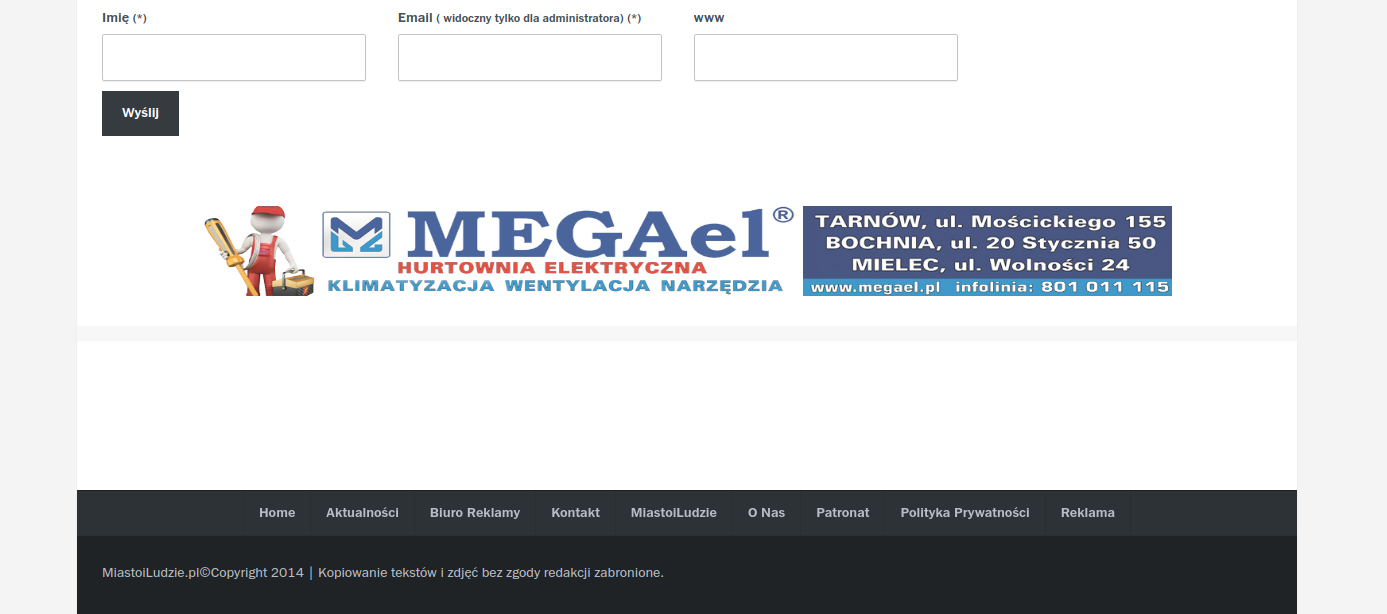 Imię (*)
Email ( widoczny tylko dla administratora) (*)
www
Wyślij
MEGAel®
HURTOWNIA ELEKTRYCZNA
KLIMATYZACJA WENTYLACJA NARZĘDZIA
TARNÓW, ul. Mościckiego 155
BOCHNIA, ul. 20 Stycznia 50
MIELEC, ul. Wolności 24
www.megael.pl infolinia: 801 011 115
Home Aktualności Biuro Reklamy Kontakt MiastoiLudzie O Nas Patronat Polityka Prywatności Reklama
MiastoiLudzie.pl©Copyright 2014 | Kopiowanie tekstów i zdjęć bez zgody redakcji zabronione.